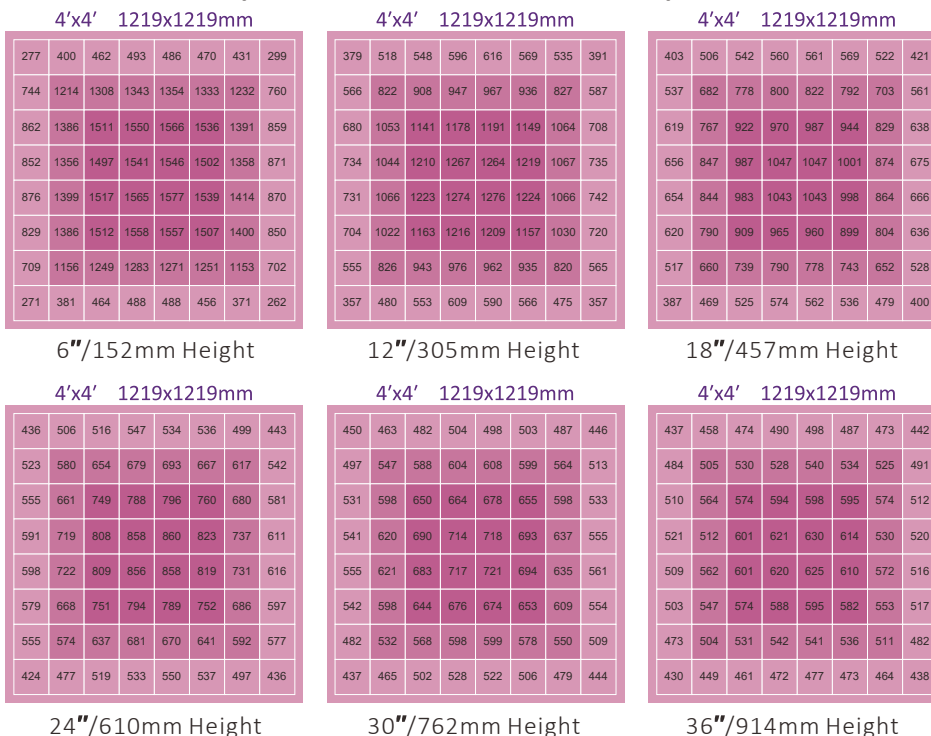 4′x4′ 1219x1219mm
277 400 462 493 486 470 431 299
744 1214 1308 1343 1354 1333 1232 760
862 1386 1511 1550 1566 1536 1391 859
852 1356 1497 1541 1546 1502 1358 871
876 1399 1517 1565 1577 1539 1414 870
829 1386 1512 1558 1557 1507 1400 850
709 1156 1249 1283 1271 1251 1153 702
271 381 464 488 488 456 371 262
6″/152mm Height
4′x4′ 1219x1219mm
379 518 548 596 616 569 535 391
566 822 908 947 967 936 827 587
680 1053 1141 1178 1191 1149 1064 708
734 1044 1210 1267 1264 1219 1067 735
731 1066 1223 1274 1276 1224 1066 742
704 1022 1163 1216 1209 1157 1030 720
555 826 943 976 962 935 820 565
357 480 553 609 590 566 475 357
12″/305mm Height
4′x4′ 1219x1219mm
403 506 542 560 561 569 522 421
537 682 778 800 822 792 703 561
619 767 922 970 987 944 829 638
656 847 987 1047 1047 1001 874 675
654 844 983 1043 1043 998 864 666
620 790 909 965 960 899 804 636
517 660 739 790 778 743 652 528
387 469 525 574 562 536 479 400
18″/457mm Height
4′x4′ 1219x1219mm
436 506 516 547 534 536 499 443
523 580 654 679 693 667 617 542
555 661 749 788 796 760 680 581
591 719 808 858 860 823 737 611
598 722 809 856 858 819 731 616
579 668 751 794 789 752 686 597
555 574 637 681 670 641 592 577
424 477 519 533 550 537 497 436
24″/610mm Height
4′x4′ 1219x1219mm
450 463 482 504 498 503 487 446
497 547 588 604 608 599 564 513
531 598 650 664 678 655 598 533
541 620 690 714 718 693 637 555
555 621 683 717 721 694 635 561
542 598 644 676 674 653 609 554
482 532 568 598 599 578 550 509
437 465 502 528 522 506 479 444
30″/762mm Height
4′x4′ 1219x1219mm
437 458 474 490 498 487 473 442
484 505 530 528 540 534 525 491
510 564 574 594 598 595 574 512
521 512 601 621 630 614 530 520
509 562 601 620 625 610 572 516
503 547 574 588 595 582 553 517
473 504 531 542 541 536 511 482
430 449 461 472 477 473 464 438
36″/914mm Height